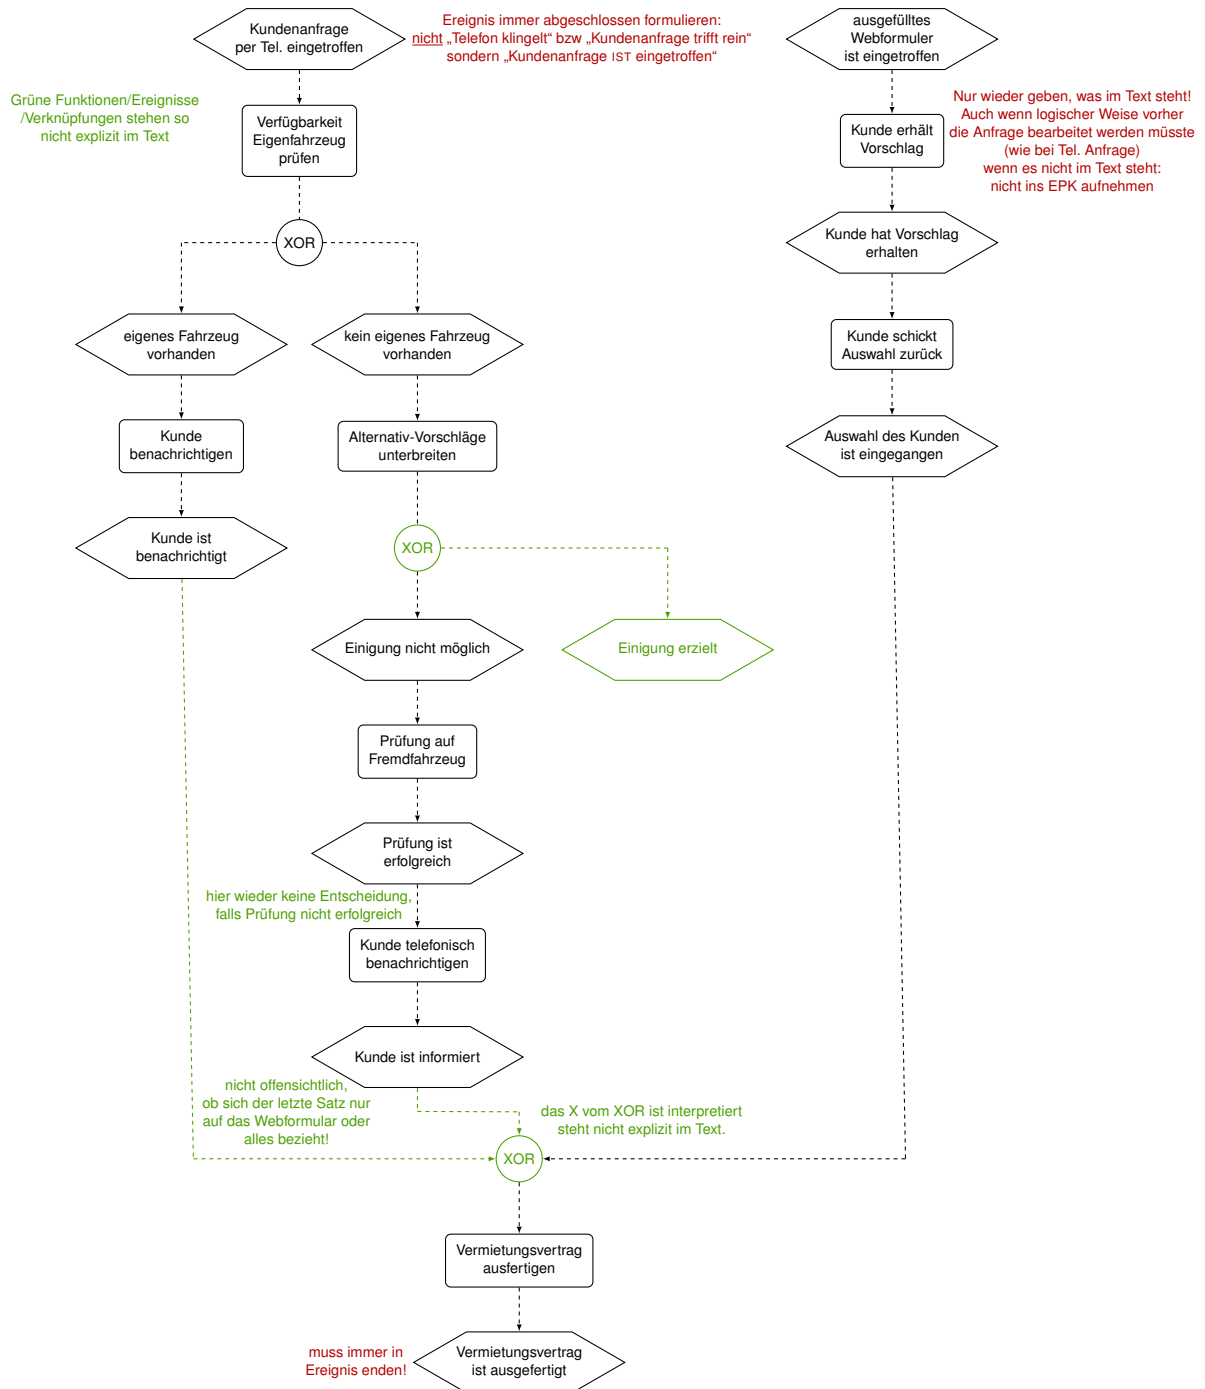 Kundenanfrage
per Tel. eingetroffen
Ereignis immer abgeschlossen formulieren:
nicht „Telefon klingelt“ bzw „Kundenanfrage trifft rein“
sondern „Kundenanfrage IST eingetroffen“
ausgefülltes
Webformuler
ist eingetroffen
Grüne Funktionen/Ereignisse
/Verknüpfungen stehen so
nicht explizit im Text
Verfügbarkeit
Eigenfahrzeug
prüfen
Kunde erhält
Vorschlag
Nur wieder geben, was im Text steht!
Auch wenn logischer Weise vorher
die Anfrage bearbeitet werden müsste
(wie bei Tel. Anfrage)
wenn es nicht im Text steht:
nicht ins EPK aufnehmen
XOR
Kunde hat Vorschlag
erhalten
eigenes Fahrzeug
vorhanden
kein eigenes Fahrzeug
vorhanden
Kunde schickt
Auswahl zurück
Kunde
benachrichtigen
Alternativ-Vorschläge
unterbreiten
Auswahl des Kunden
ist eingegangen
Kunde ist
benachrichtigt
XOR
Einigung nicht möglich
Einigung erzielt
Prüfung auf
Fremdfahrzeug
Prüfung ist
erfolgreich
hier wieder keine Entscheidung,
falls Prüfung nicht erfolgreich
Kunde telefonisch
benachrichtigen
Kunde ist informiert
nicht offensichtlich,
ob sich der letzte Satz nur
auf das Webformular oder
alles bezieht!
das X vom XOR ist interpretiert
steht nicht explizit im Text.
XOR
Vermietungsvertrag
ausfertigen
muss immer in
Ereignis enden!
Vermietungsvertrag
ist ausgefertigt